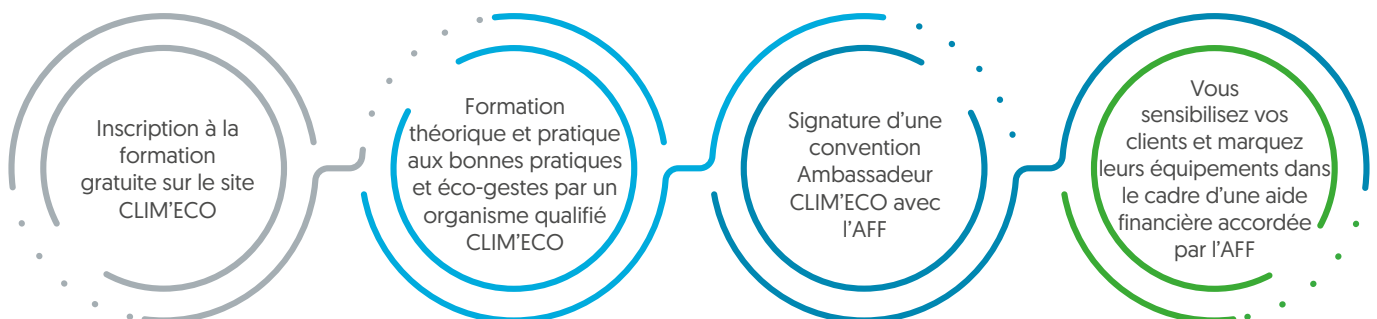 Inscription à la
formation
gratuite sur le site
CLIM'ECO
Formation
théorique et pratique
aux bonnes pratiques
et éco-gestes par un
organisme qualifié
CLIM'ECO
Signature d'une
convention
Ambassadeur
CLIM'ECO avec
l'AFF
Vous
sensibilisez vos
clients et marquez
leurs équipements dans
le cadre d'une aide
financière accordée
par l'AFF